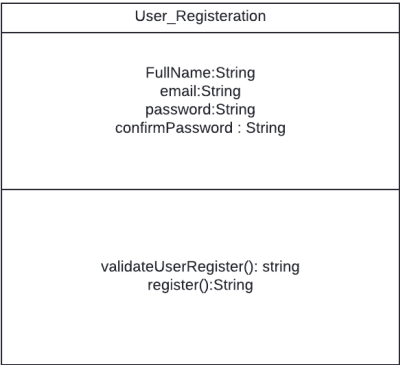 User_Registeration
FullName:String
email:String
password:String
confirmPassword : String
validateUserRegister(): string
register():String